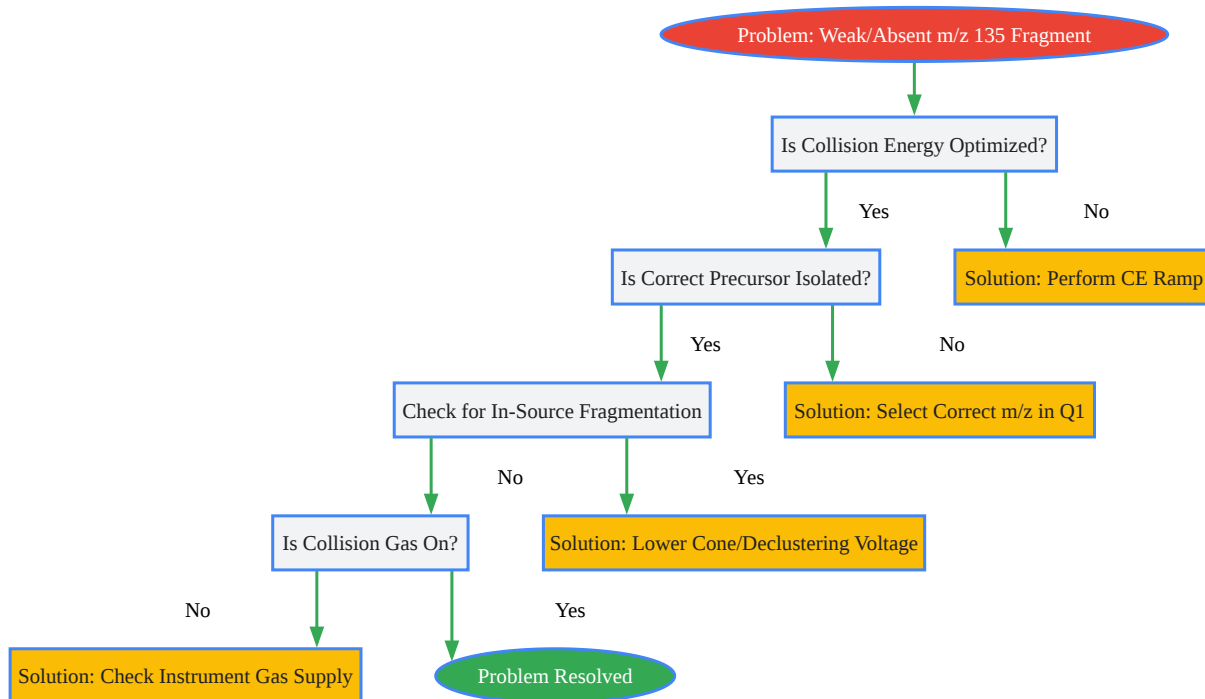 Problem: Weak/Absent m/z 135 Fragment
Is Collision Energy Optimized?
Yes
No
Is Correct Precursor Isolated?
Solution: Perform CE Ramp
Yes
No
Check for In-Source Fragmentation
Solution: Select Correct m/z in Q1
No
Yes
Is Collision Gas On?
Solution: Lower Cone/Declustering Voltage
No
Yes
Solution: Check Instrument Gas Supply
Problem Resolved